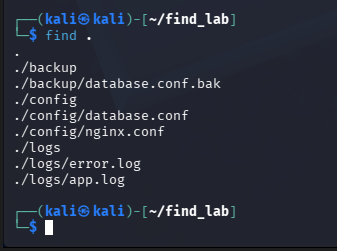 ┌──(kali㉿kali)-[~/find_lab]
└─$ find .
.
./backup
./backup/database.conf.bak
./config
./config/database.conf
./config/nginx.conf
./logs
./logs/error.log
./logs/app.log
┌──(kali㉿kali)-[~/find_lab]
└─$